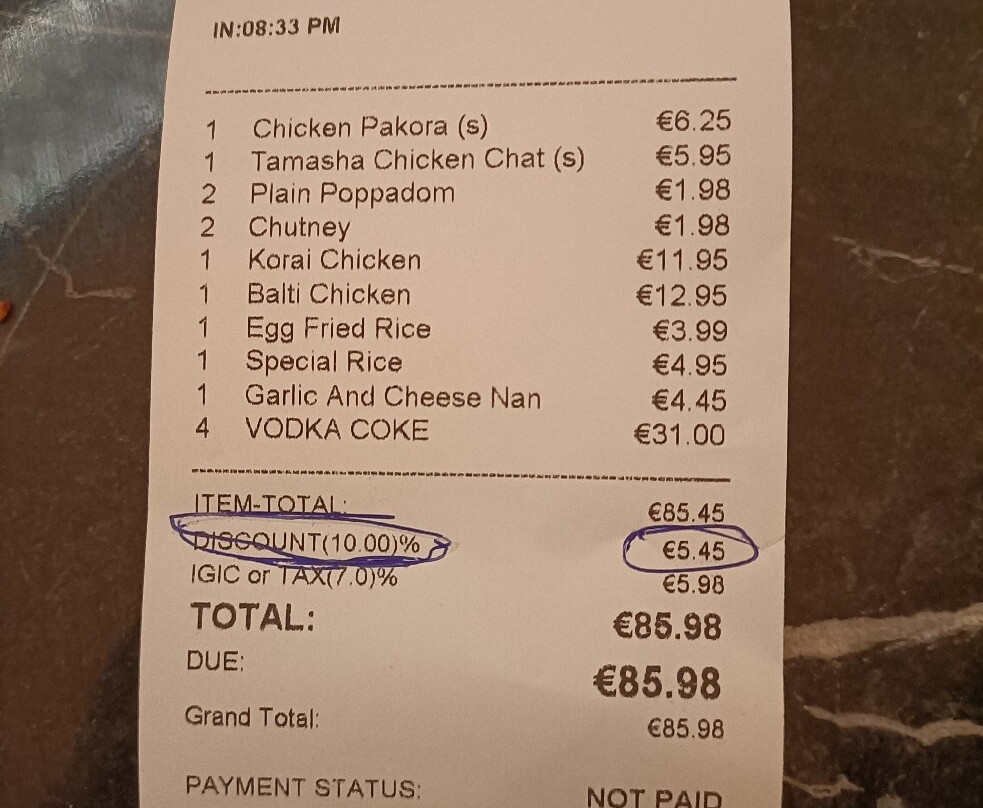 IN:08:33 PM
1 Chicken Pakora (s) €6.25
1 Tamasha Chicken Chat (s) €5.95
2 Plain Poppadom €1.98
2 Chutney €1.98
1 Korai Chicken €11.95
1 Balti Chicken €12.95
1 Egg Fried Rice €3.99
1 Special Rice €4.95
1 Garlic And Cheese Nan €4.45
4 VODKA COKE €31.00
ITEM-TOTAL: €85.45
DISCOUNT(10.00)% €5.45
IGIC or TAX(7.0)% €5.98
TOTAL: €85.98
DUE: €85.98
Grand Total: €85.98
PAYMENT STATUS: NOT PAID